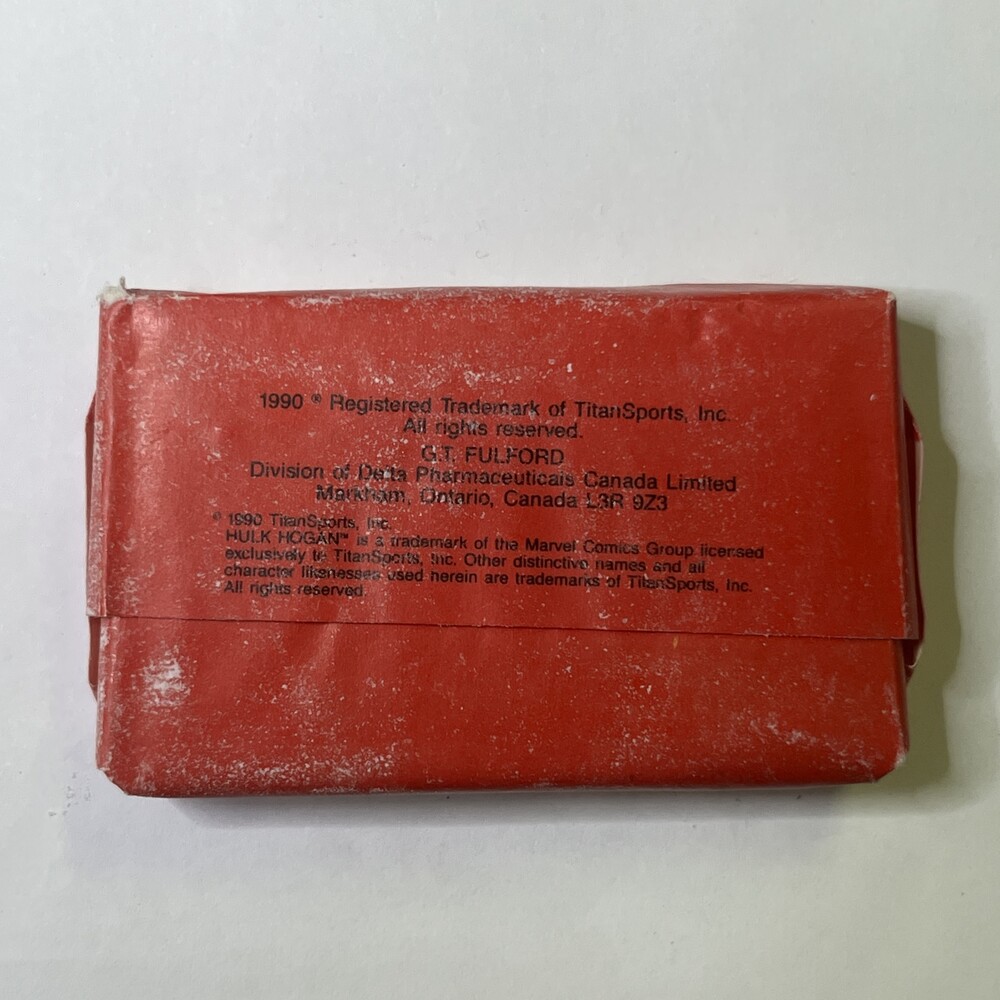 1990 ® Registered Trademark of TitanSports, Inc.
All rights reserved.
G.T. FULFORD
Division of Delta Pharmaceuticals Canada Limited
Markham, Ontario, Canada L3R 9Z3
© 1990 TitanSports, Inc.
HULK HOGAN™ is a trademark of the Marvel Comics Group licensed
exclusively to TitanSports, Inc. Other distinctive names and all
character likenesses used herein are trademarks of TitanSports, Inc.
All rights reserved.